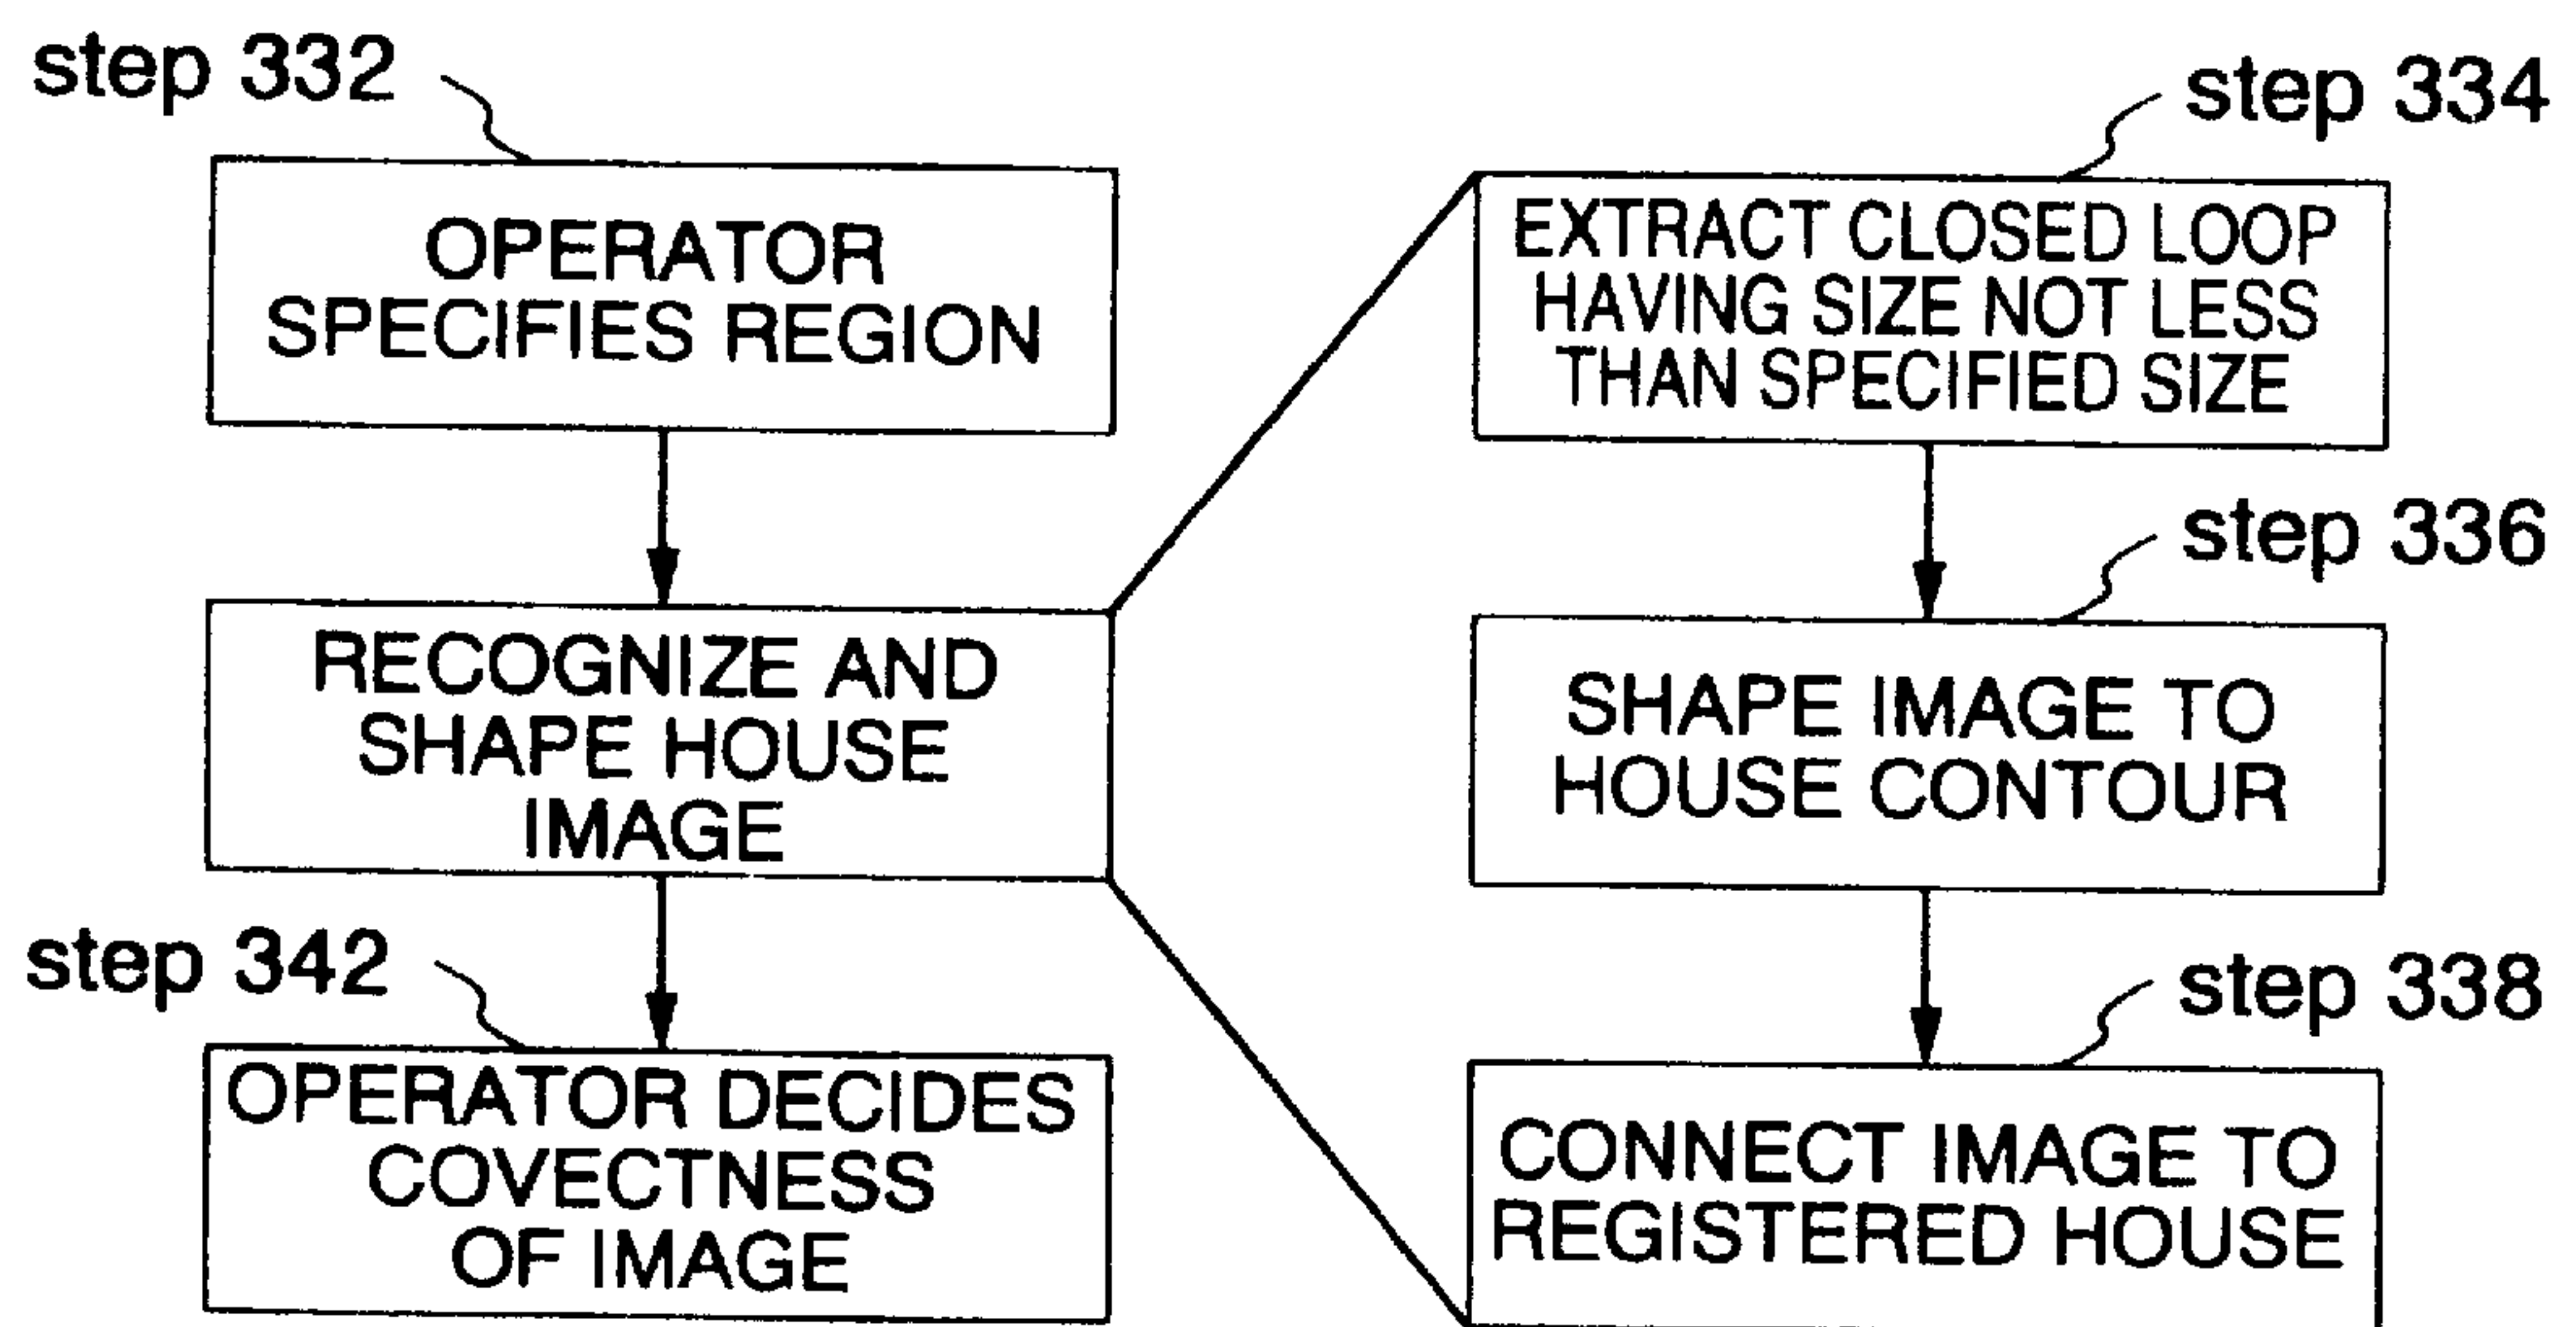 step 332
OPERATOR
SPECIFIES REGION
RECOGNIZE AND
SHAPE HOUSE
IMAGE
step 342
OPERATOR DECIDES
COVECTNESS
OF IMAGE
step 334
EXTRACT CLOSED LOOP
HAVING SIZE NOT LESS
THAN SPECIFIED SIZE
step 336
SHAPE IMAGE TO
HOUSE CONTOUR
step 338
CONNECT IMAGE TO
REGISTERED HOUSE